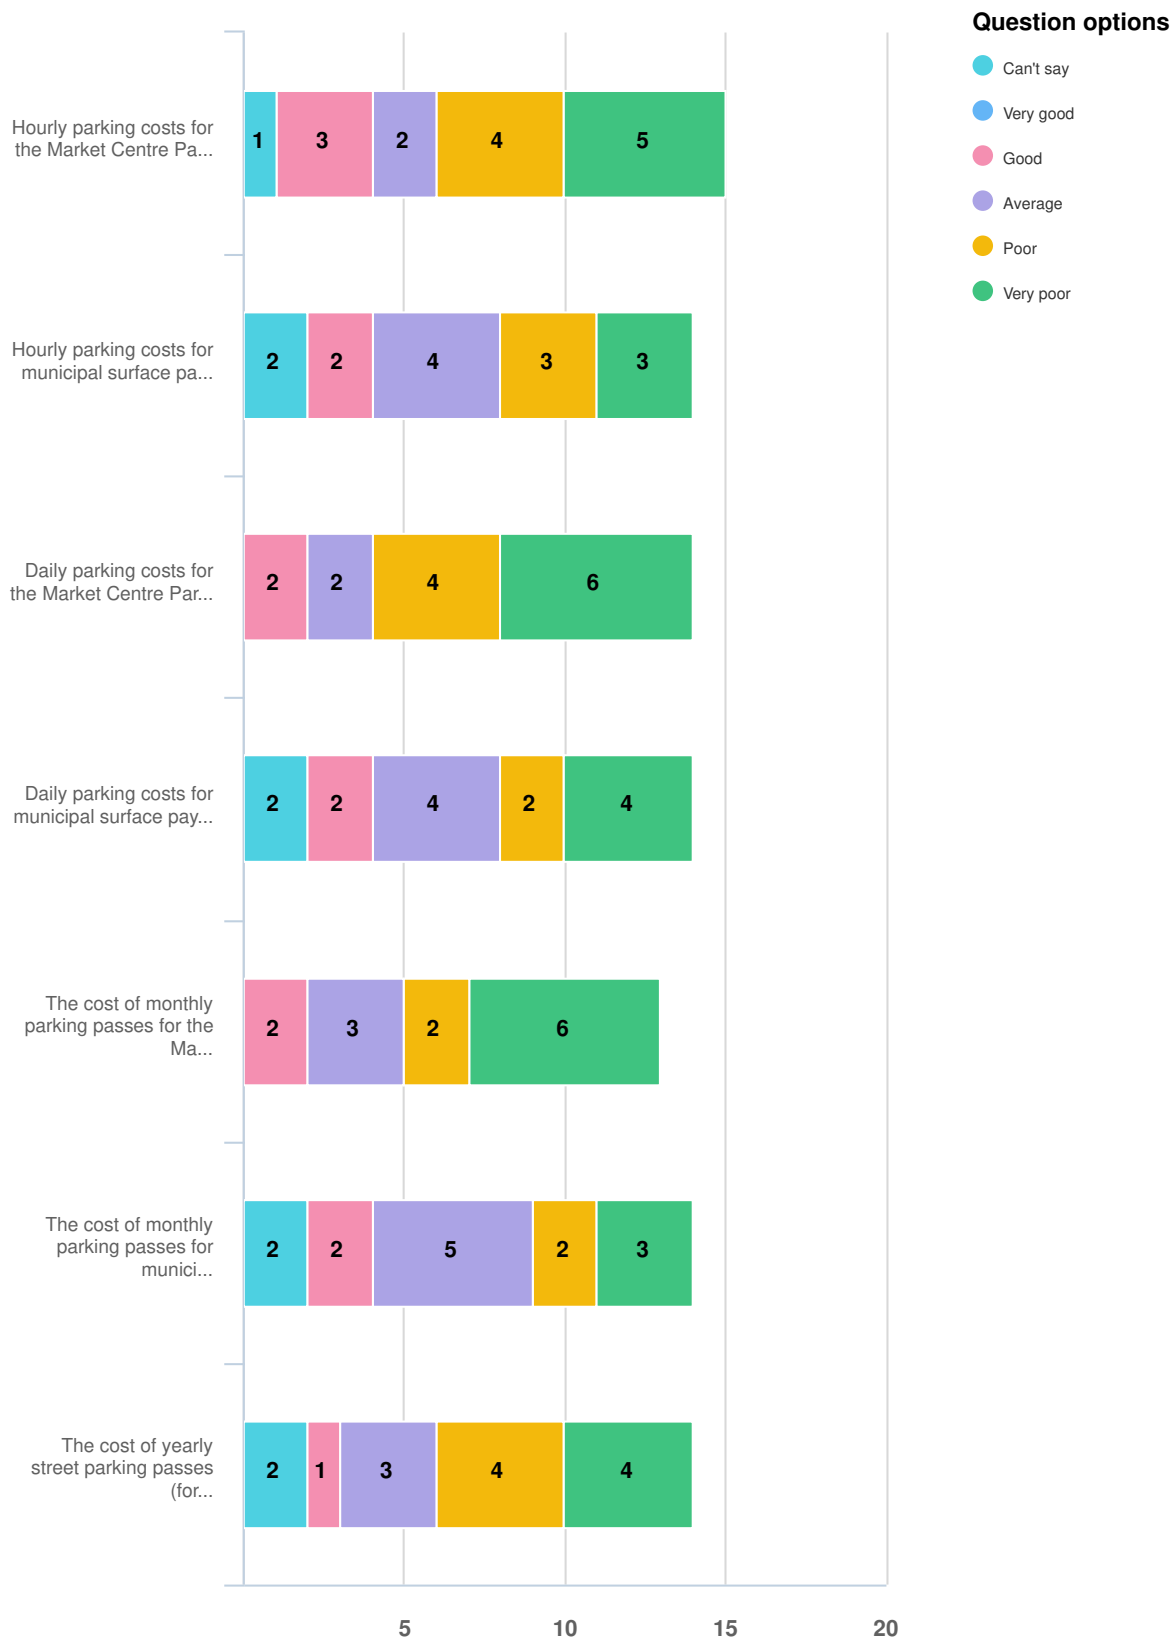 Question options
Can't say
Very good
Good
Average
Poor
Very poor
Hourly parking costs for
the Market Centre Pa...
1 3 2 4 5
Hourly parking costs for
municipal surface pa...
2 2 4 3 3
Daily parking costs for
the Market Centre Par...
2 2 4 6
Daily parking costs for
municipal surface pay...
2 2 4 2 4
The cost of monthly
parking passes for the
Ma...
2 3 2 6
The cost of monthly
parking passes for
munici...
2 2 5 2 3
The cost of yearly
street parking passes
(for...
2 1 3 4 4
5 10 15 20